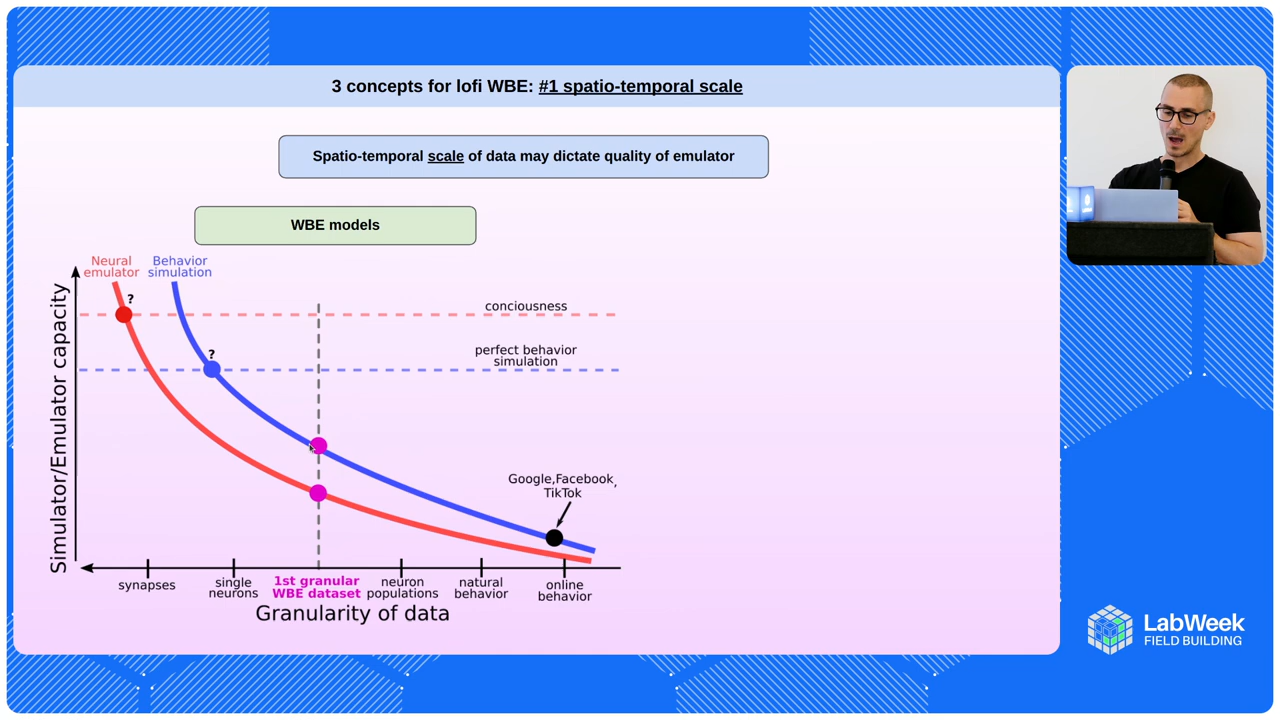 3 concepts for lofi WBE: #1 spatio-temporal scale
Spatio-temporal scale of data may dictate quality of emulator
WBE models
Neural
emulator
Behavior
simulation
?
conciousness
?
perfect behavior
simulation
Simulator/Emulator capacity
Google,Facebook,
TikTok
synapses
single
neurons
1st granular
WBE dataset
neuron
populations
natural
behavior
online
behavior
Granularity of data
LabWeek
FIELD BUILDING